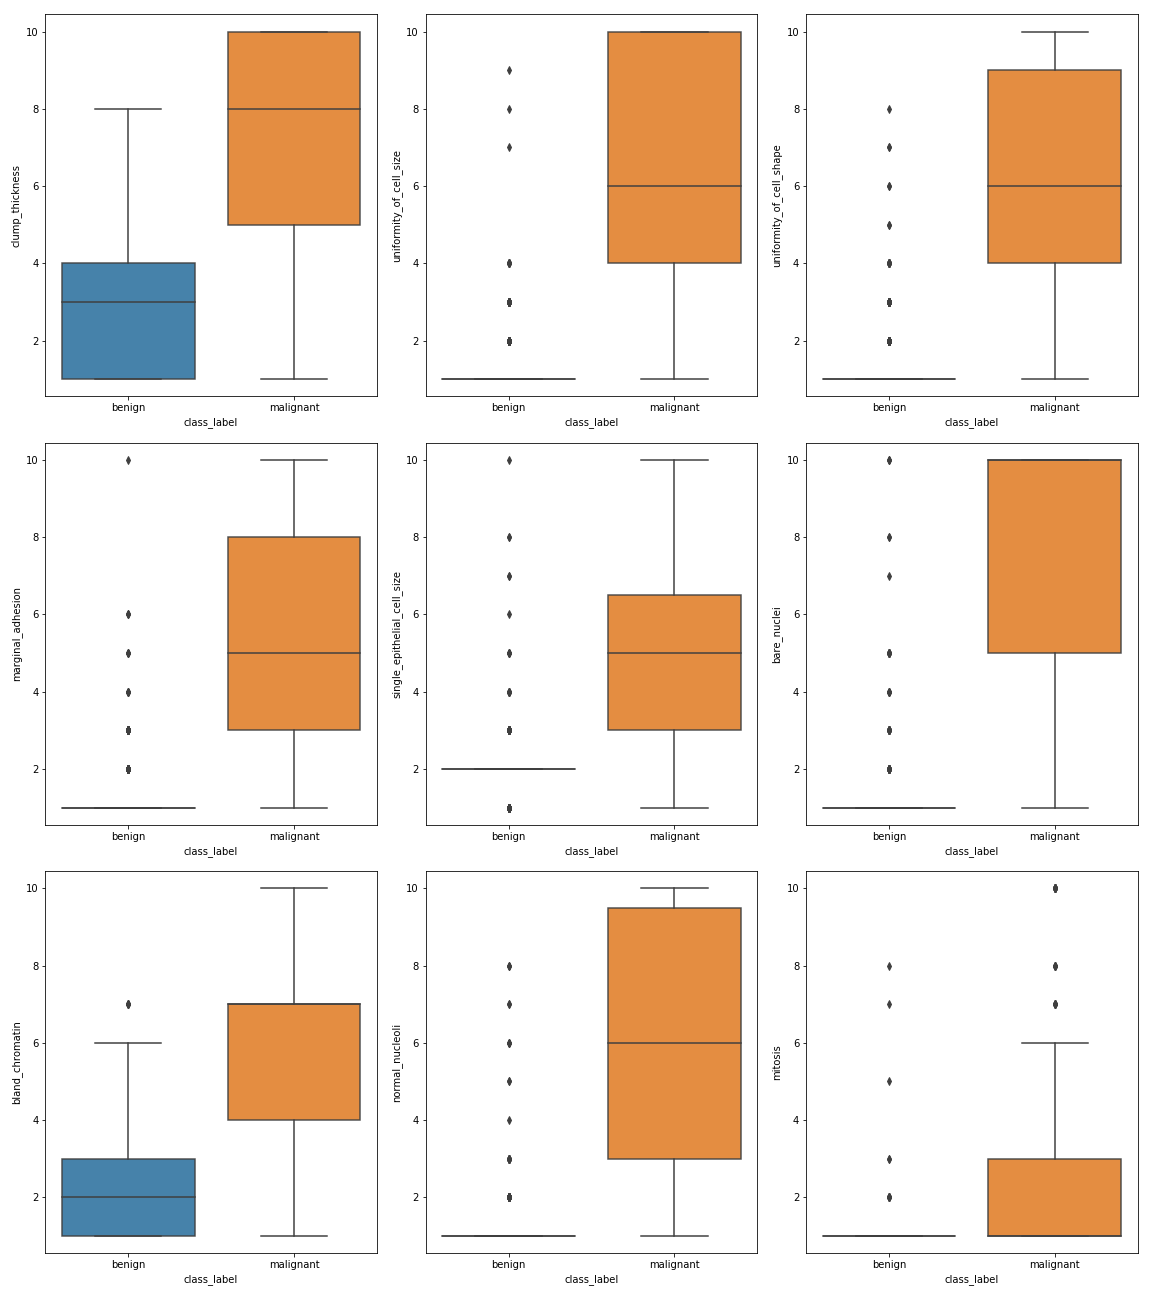 10
8
6
4
2
clump_thickness
benign
malignant
class_label
10
8
6
4
2
uniformity_of_cell_size
benign
malignant
class_label
10
8
6
4
2
uniformity_of_cell_shape
benign
malignant
class_label
10
8
6
4
2
marginal_adhesion
benign
malignant
class_label
10
8
6
4
2
single_epithelial_cell_size
benign
malignant
class_label
10
8
6
4
2
bare_nuclei
benign
malignant
class_label
10
8
6
4
2
bland_chromatin
benign
malignant
class_label
10
8
6
4
2
normal_nucleoli
benign
malignant
class_label
10
8
6
4
2
mitosis
benign
malignant
class_label